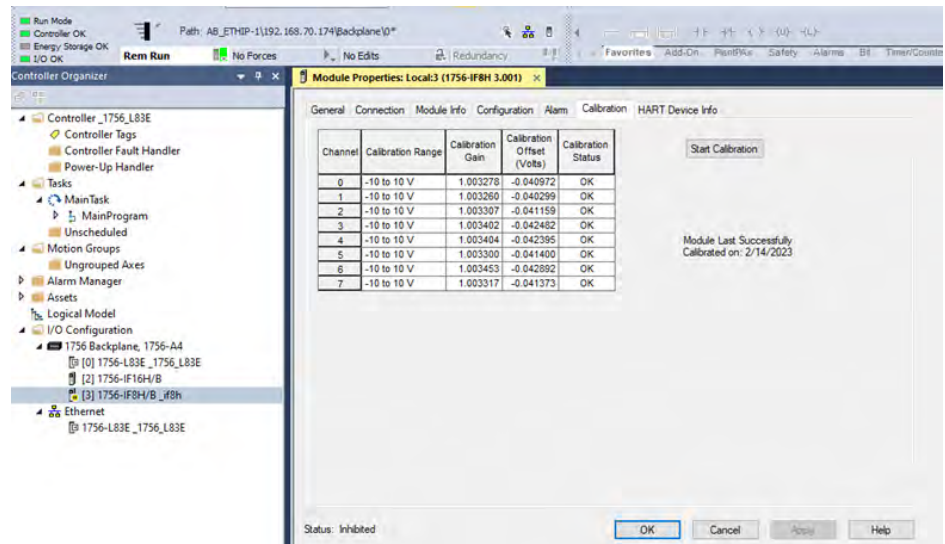 Run Mode
Controller OK
Energy Storage OK
I/O OK
Path: AB_ETHIP-1\192.168.70.174\Backplane\0*
Rem Run
No Forces
No Edits
Redundancy
Favorites Add-On PlantPAx Safety Alarms Bit Timer/Counter
Controller Organizer
Controller _1756_L83E
Controller Tags
Controller Fault Handler
Power-Up Handler
Tasks
MainTask
MainProgram
Unscheduled
Motion Groups
Ungrouped Axes
Alarm Manager
Assets
Logical Model
I/O Configuration
1756 Backplane, 1756-A4
[0] 1756-L83E _1756_L83E
[2] 1756-IF16H/B
[3] 1756-IF8H/B _if8h
Ethernet
1756-L83E _1756_L83E
Module Properties: Local:3 (1756-IF8H 3.001) ×
General Connection Module Info Configuration Alarm Calibration HART Device Info
Channel Calibration Range Calibration Gain Calibration Offset (Volts) Calibration Status
0 -10 to 10 V 1.003278 -0.040972 OK
1 -10 to 10 V 1.003260 -0.040299 OK
2 -10 to 10 V 1.003307 -0.041159 OK
3 -10 to 10 V 1.003402 -0.042482 OK
4 -10 to 10 V 1.003404 -0.042395 OK
5 -10 to 10 V 1.003300 -0.041400 OK
6 -10 to 10 V 1.003453 -0.042892 OK
7 -10 to 10 V 1.003317 -0.041373 OK
Start Calibration
Module Last Successfully
Calibrated on: 2/14/2023
Status: Inhibited
OK Cancel Apply Help